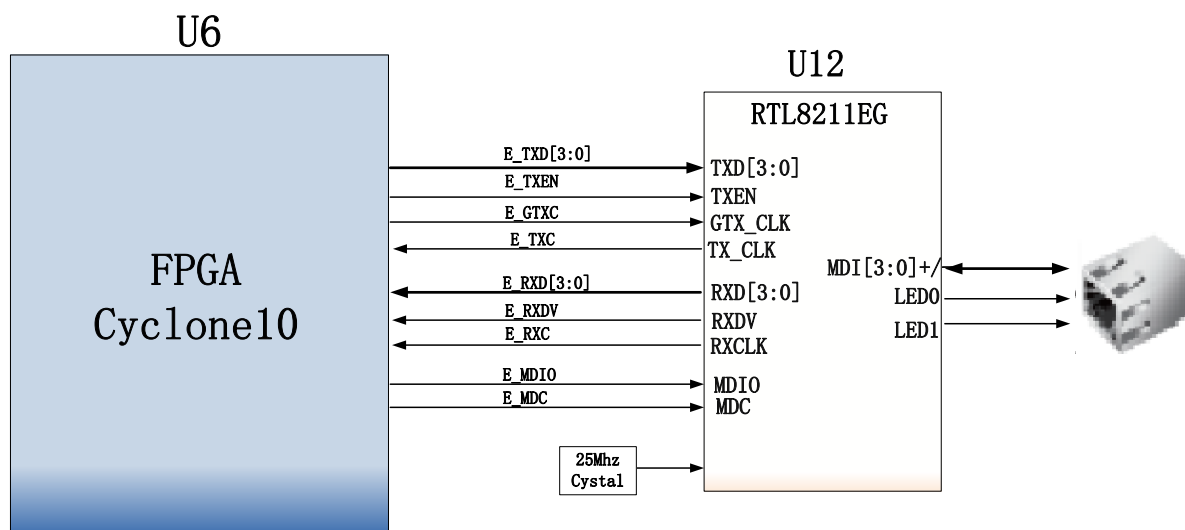 U6
FPGA
Cyclone10
E_TXD[3:0]
E_TXEN
E_GTXC
E_TXC
E_RXD[3:0]
E_RXDV
E_RXC
E_MDIO
E_MDC
25Mhz
Cystal
U12
RTL8211EG
TXD[3:0]
TXEN
GTX_CLK
TX_CLK
RXD[3:0]
RXDV
RXCLK
MDIO
MDC
MDI[3:0]+/
LED0
LED1